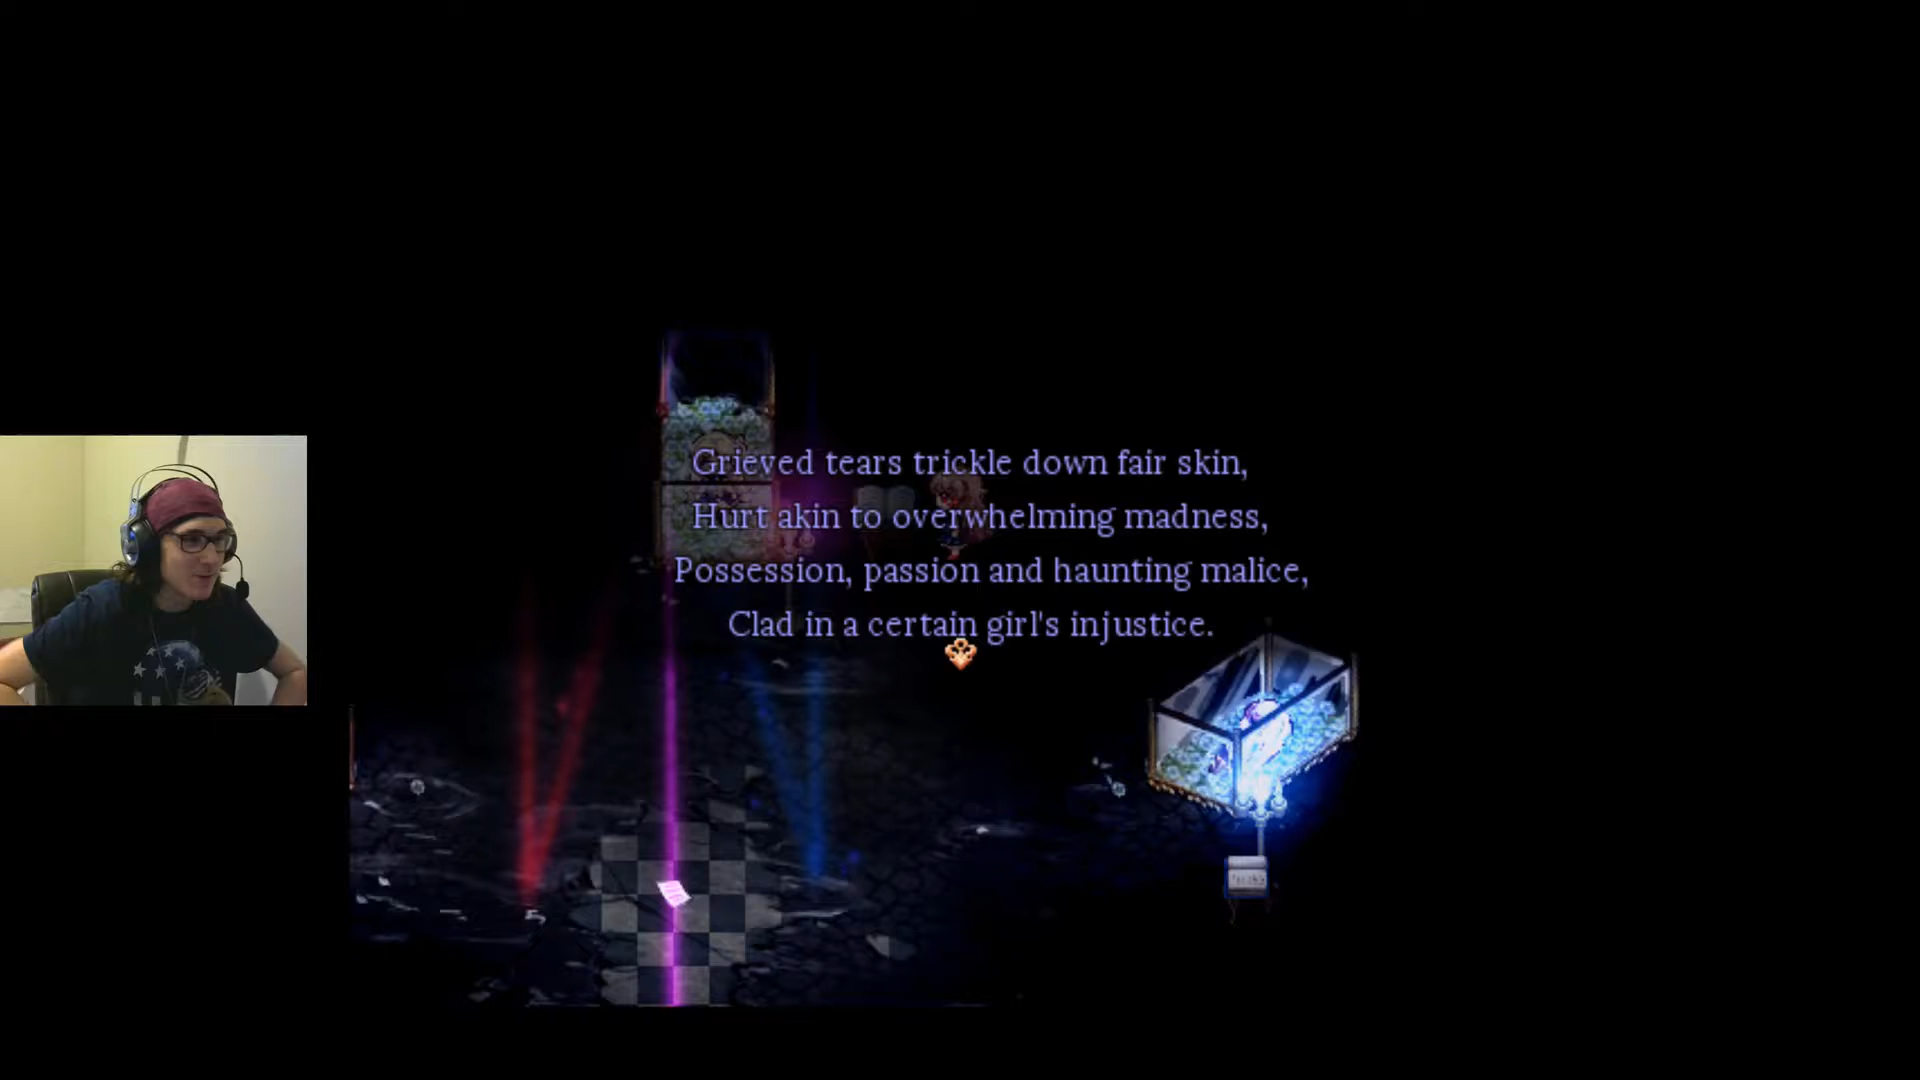 Grieved tears trickle down fair skin,
Hurt akin to overwhelming madness,
Possession, passion and haunting malice,
Clad in a certain girl's injustice.